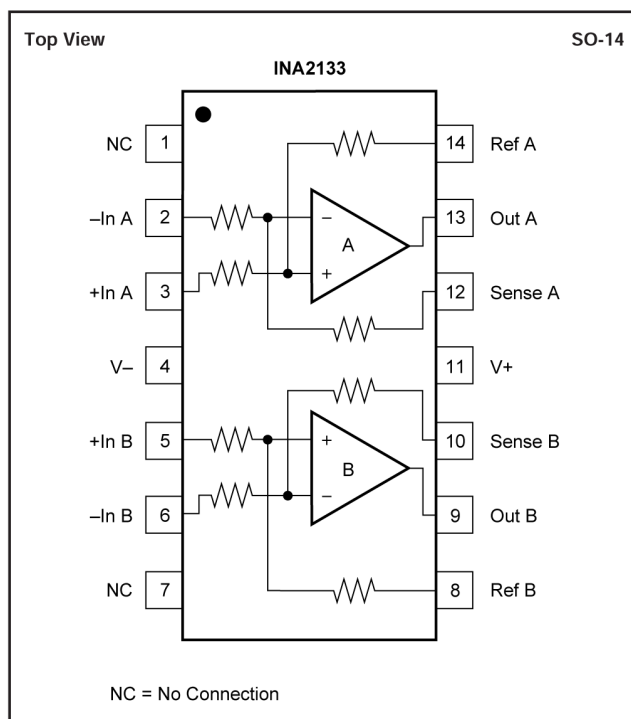 Top View SO-14
INA2133
NC 1 14 Ref A
–In A 2 – 13 Out A
A
+In A 3 + 12 Sense A
V– 4 11 V+
+In B 5 + 10 Sense B
B
–In B 6 – 9 Out B
NC 7 8 Ref B
NC = No Connection